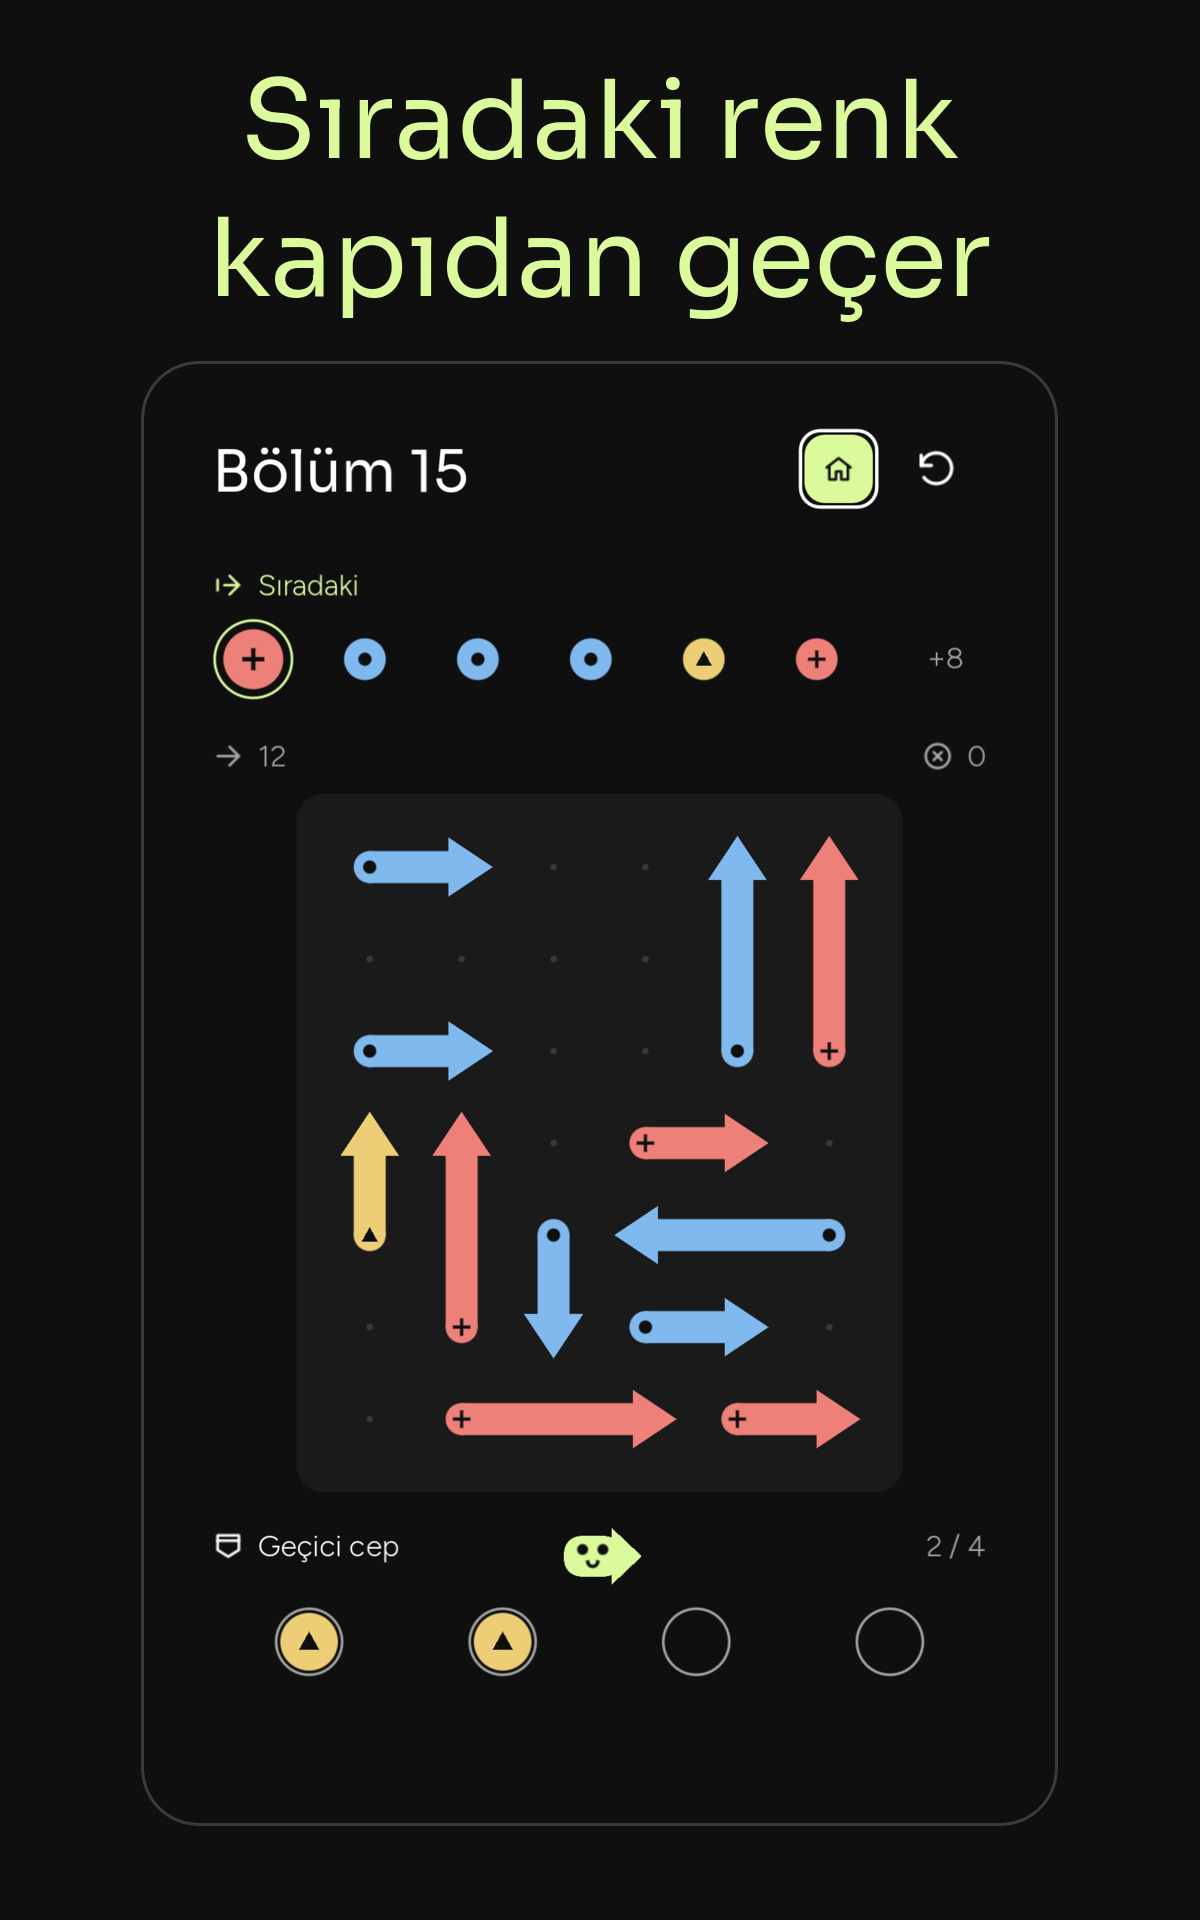 Sıradaki renk
kapıdan geçer
Bölüm 15
Sıradaki
+8
12
0
Geçici cep
2 / 4